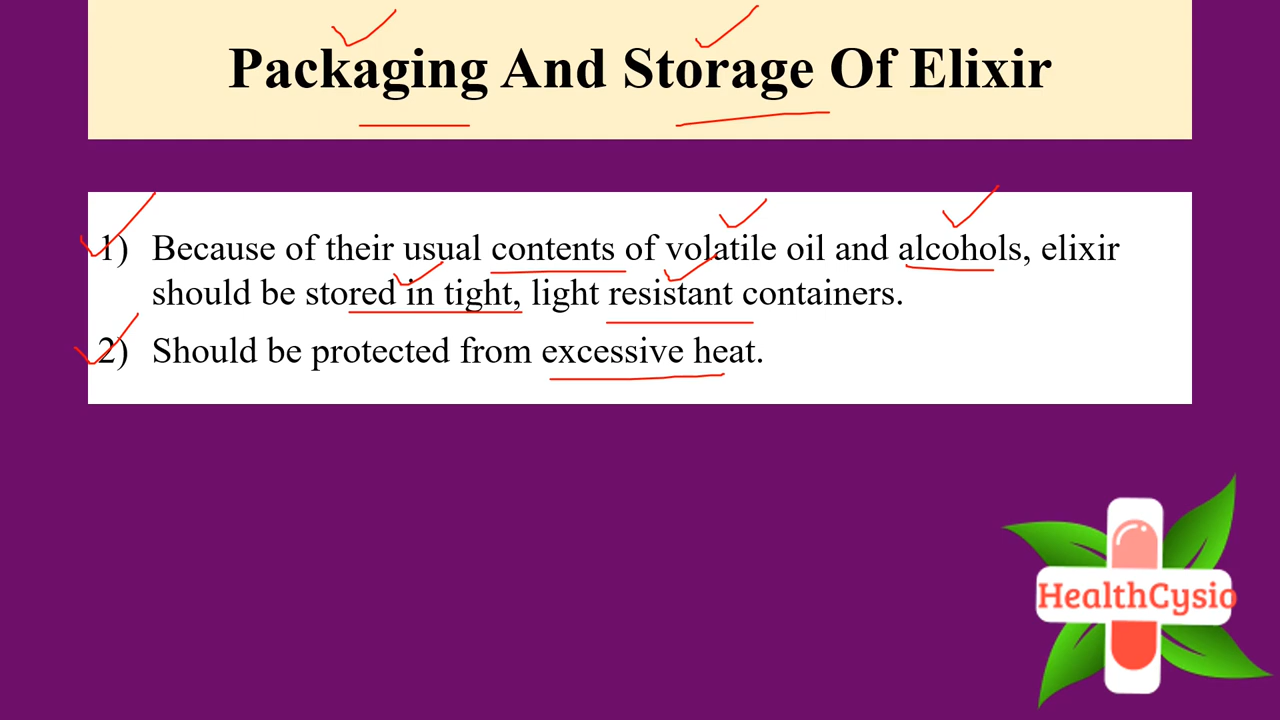 Packaging And Storage Of Elixir
1) Because of their usual contents of volatile oil and alcohols, elixir
should be stored in tight, light resistant containers.
2) Should be protected from excessive heat.
HealthCysio